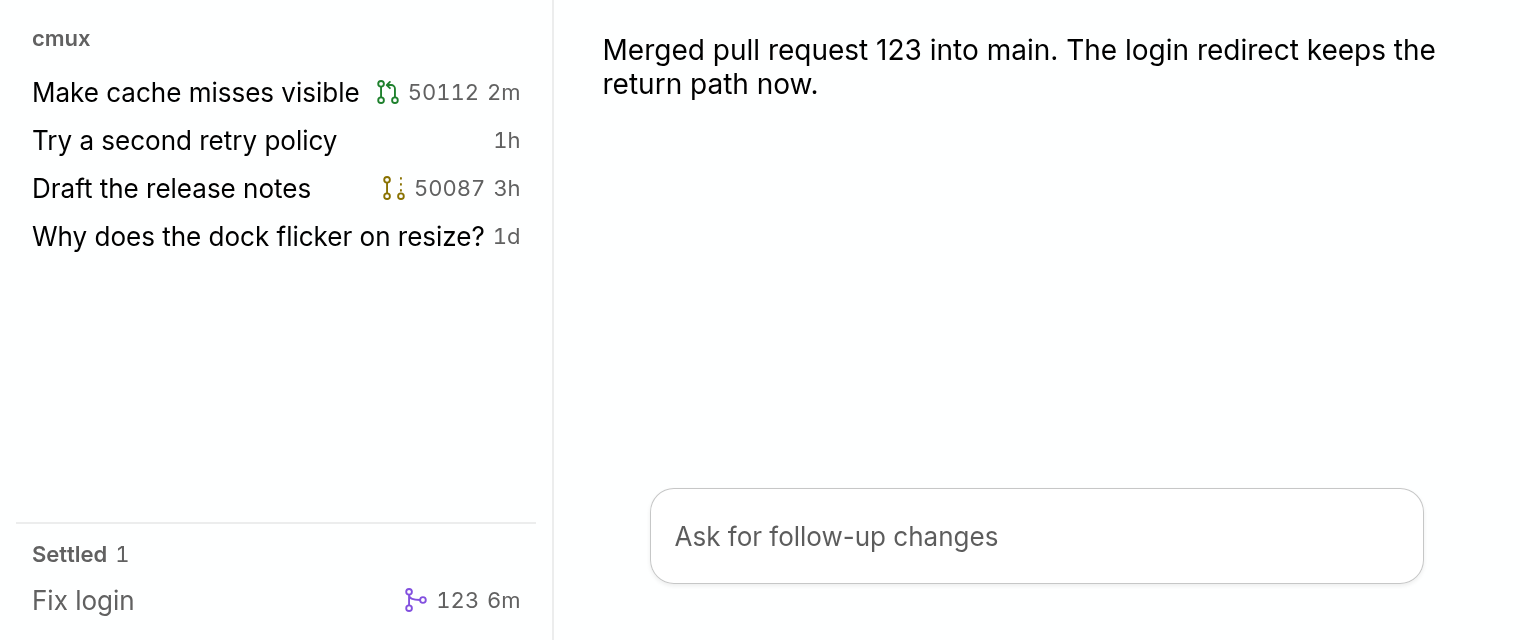 cmux
Make cache misses visible 50112 2m
Try a second retry policy 1h
Draft the release notes 50087 3h
Why does the dock flicker on resize? 1d
Settled 1
Fix login 123 6m
Merged pull request 123 into main. The login redirect keeps the
return path now.
Ask for follow-up changes